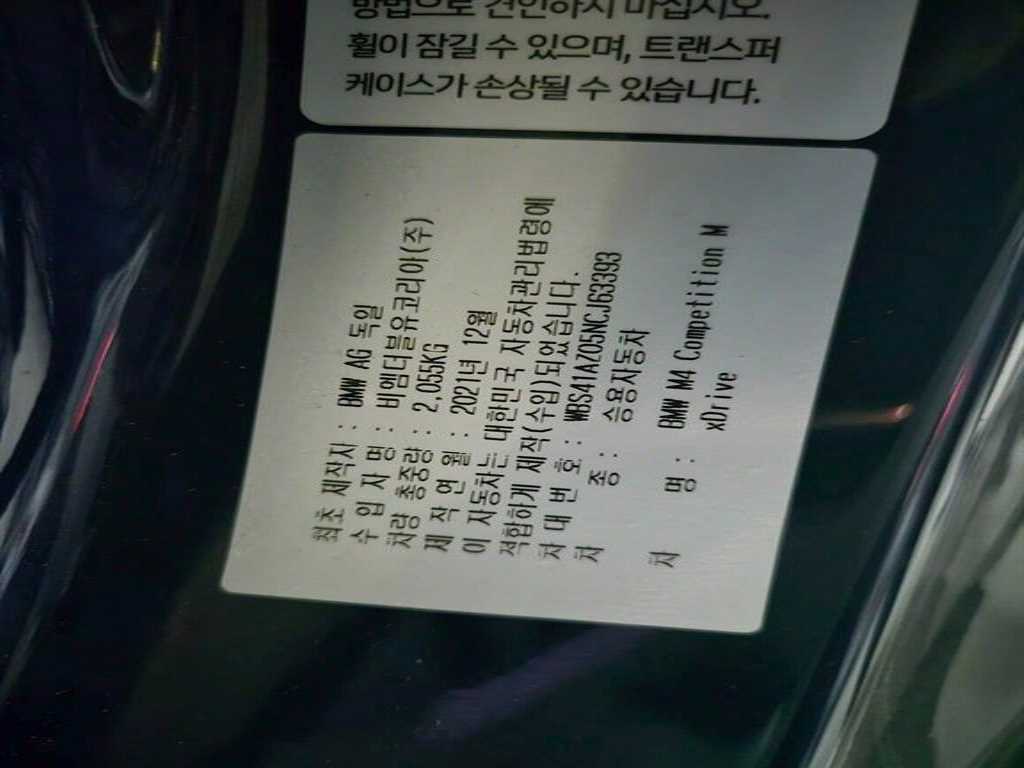 방법으로 견인하지 마십시오.
휠이 잠길 수 있으며, 트랜스퍼
케이스가 손상될 수 있습니다.
최초 제작자 : BMW AG 독일
수 입 자 명 : 비엠더블유코리아(주)
차량 총중량 : 2,055KG
제 작 연 월 : 2021년 12월
이 자동차는 대한민국 자동차관리법령에
적합하게 제작(수입)되었습니다.
차 대 번 호 : WBS41AZ05NCJ63393
차 종 : 승용자동차
차 명 : BMW M4 Competition M
xDrive